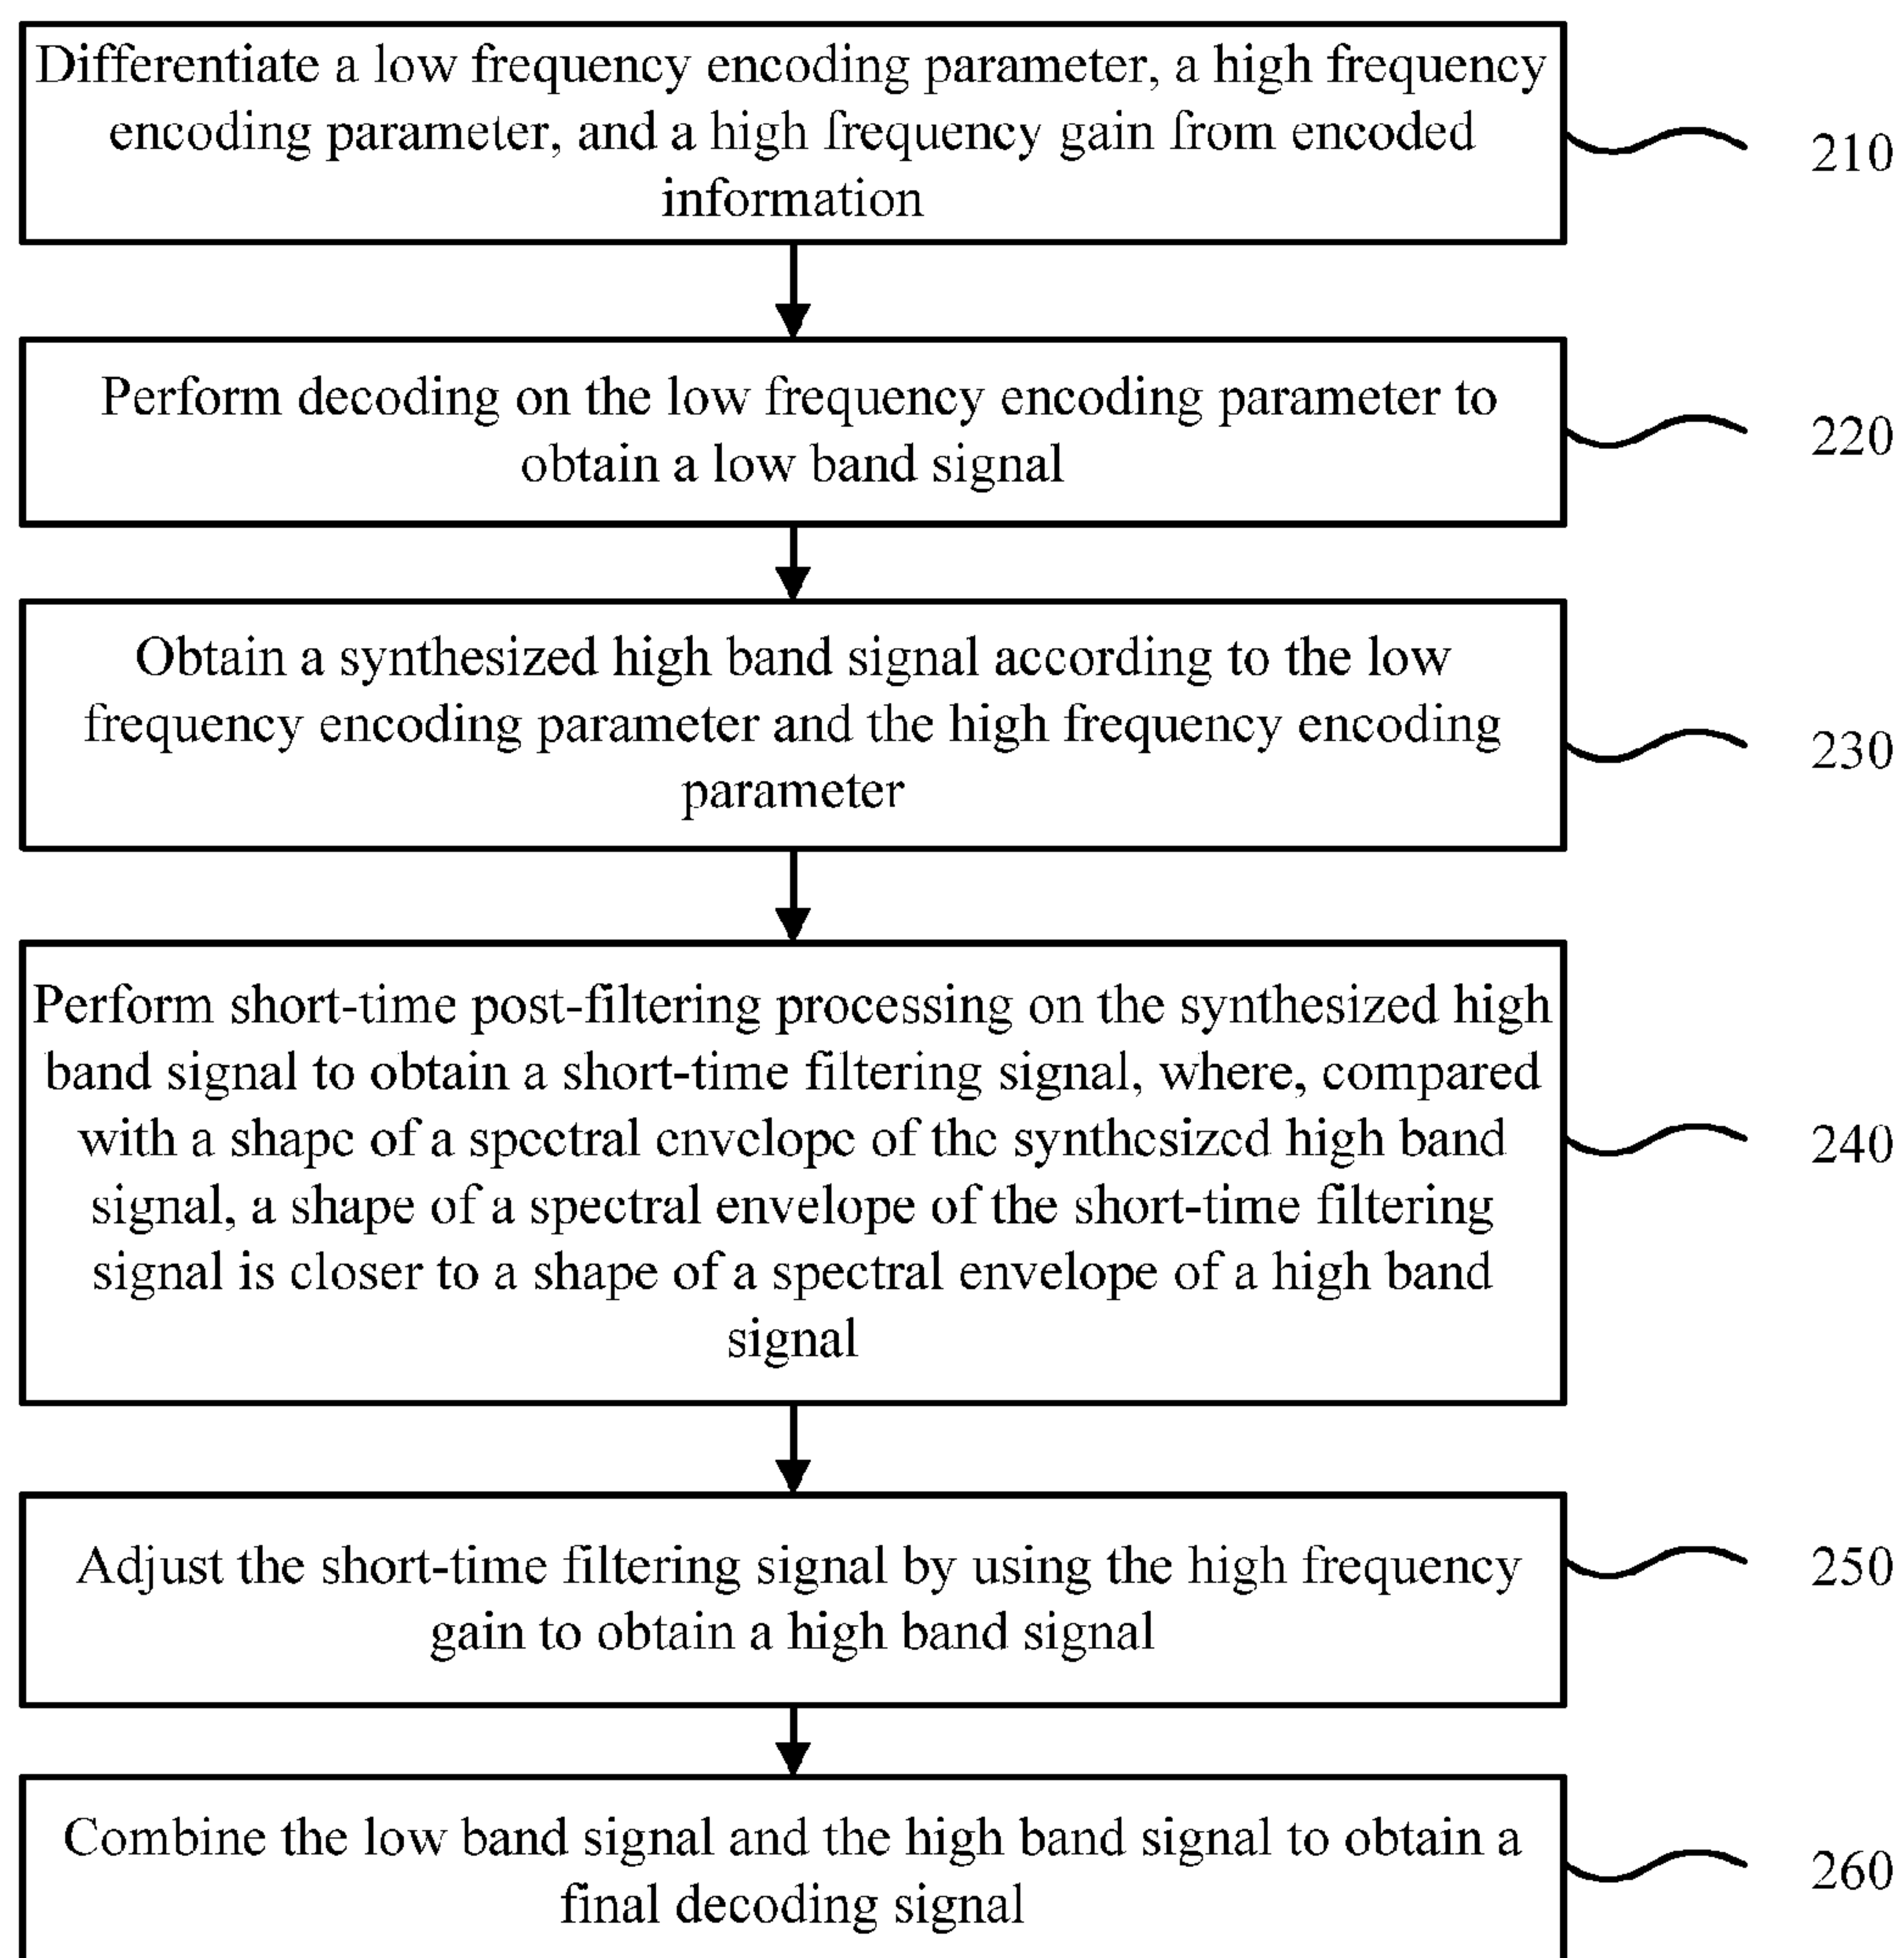 Differentiate a low frequency encoding parameter, a high frequency
encoding parameter, and a high frequency gain from encoded
information
210
Perform decoding on the low frequency encoding parameter to
obtain a low band signal
220
Obtain a synthesized high band signal according to the low
frequency encoding parameter and the high frequency encoding
parameter
230
Perform short-time post-filtering processing on the synthesized high
band signal to obtain a short-time filtering signal, where, compared
with a shape of a spectral envelope of the synthesized high band
signal, a shape of a spectral envelope of the short-time filtering
signal is closer to a shape of a spectral envelope of a high band
signal
240
Adjust the short-time filtering signal by using the high frequency
gain to obtain a high band signal
250
Combine the low band signal and the high band signal to obtain a
final decoding signal
260